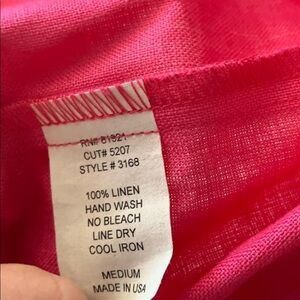 RN# 81521
CUT# 5207
STYLE # 3168
100% LINEN
HAND WASH
NO BLEACH
LINE DRY
COOL IRON
MEDIUM
MADE IN USA